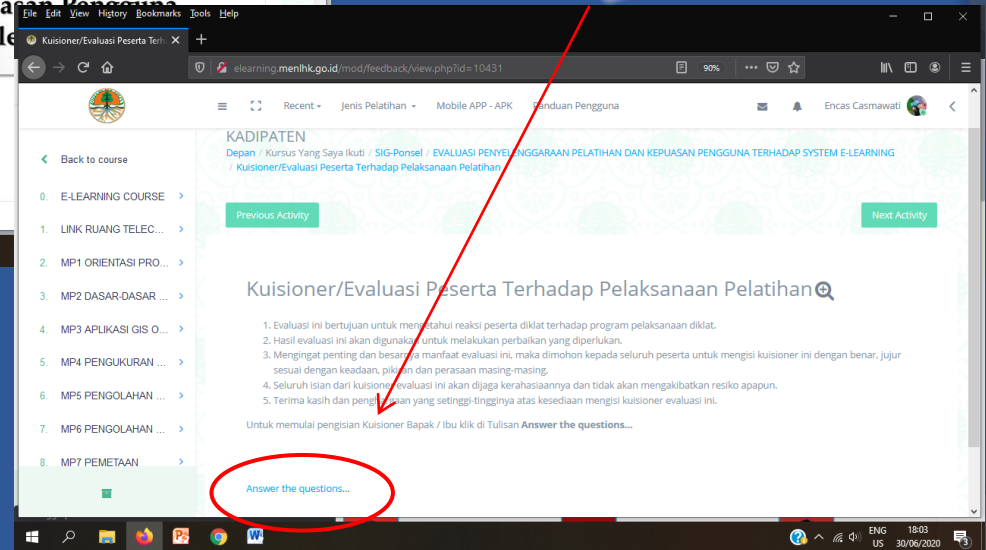 asan Pengguna
File Edit View History Bookmarks Tools Help
Kuisioner/Evaluasi Peserta Terh
elearning.menlhk.go.id/mod/feedback/view.php?id=10431
90%
Recent
Jenis Pelatihan
Mobile APP - APK
Panduan Pengguna
Encas Casmawati
KADIPATEN
Depan / Kursus Yang Saya Ikuti / SIG-Ponsel / EVALUASI PENYELENGGARAAN PELATIHAN DAN KEPUASAN PENGGUNA TERHADAP SYSTEM E-LEARNING
/ Kuisioner/Evaluasi Peserta Terhadap Pelaksanaan Pelatihan
Back to course
0. E-LEARNING COURSE
1. LINK RUANG TELEC...
2. MP1 ORIENTASI PRO...
3. MP2 DASAR-DASAR ...
4. MP3 APLIKASI GIS O...
5. MP4 PENGUKURAN ...
6. MP5 PENGOLAHAN ...
7. MP6 PENGOLAHAN ...
8. MP7 PEMETAAN
Previous Activity
Next Activity
Kuisioner/Evaluasi Peserta Terhadap Pelaksanaan Pelatihan
1. Evaluasi ini bertujuan untuk mengetahui reaksi peserta diklat terhadap program pelaksanaan diklat.
2. Hasil evaluasi ini akan digunakan untuk melakukan perbaikan yang diperlukan.
3. Mengingat penting dan besarnya manfaat evaluasi ini, maka dimohon kepada seluruh peserta untuk mengisi kuisioner ini dengan benar, jujur
sesuai dengan keadaan, pikiran dan perasaan masing-masing.
4. Seluruh isian dari kuisioner evaluasi ini akan dijaga kerahasiaannya dan tidak akan mengakibatkan resiko apapun.
5. Terima kasih dan penghargaan yang setinggi-tingginya atas kesediaan mengisi kuisioner evaluasi ini.
Untuk memulai pengisian Kuisioner Bapak / Ibu klik di Tulisan Answer the questions...
Answer the questions...
ENG
US
18:03
30/06/2020
3